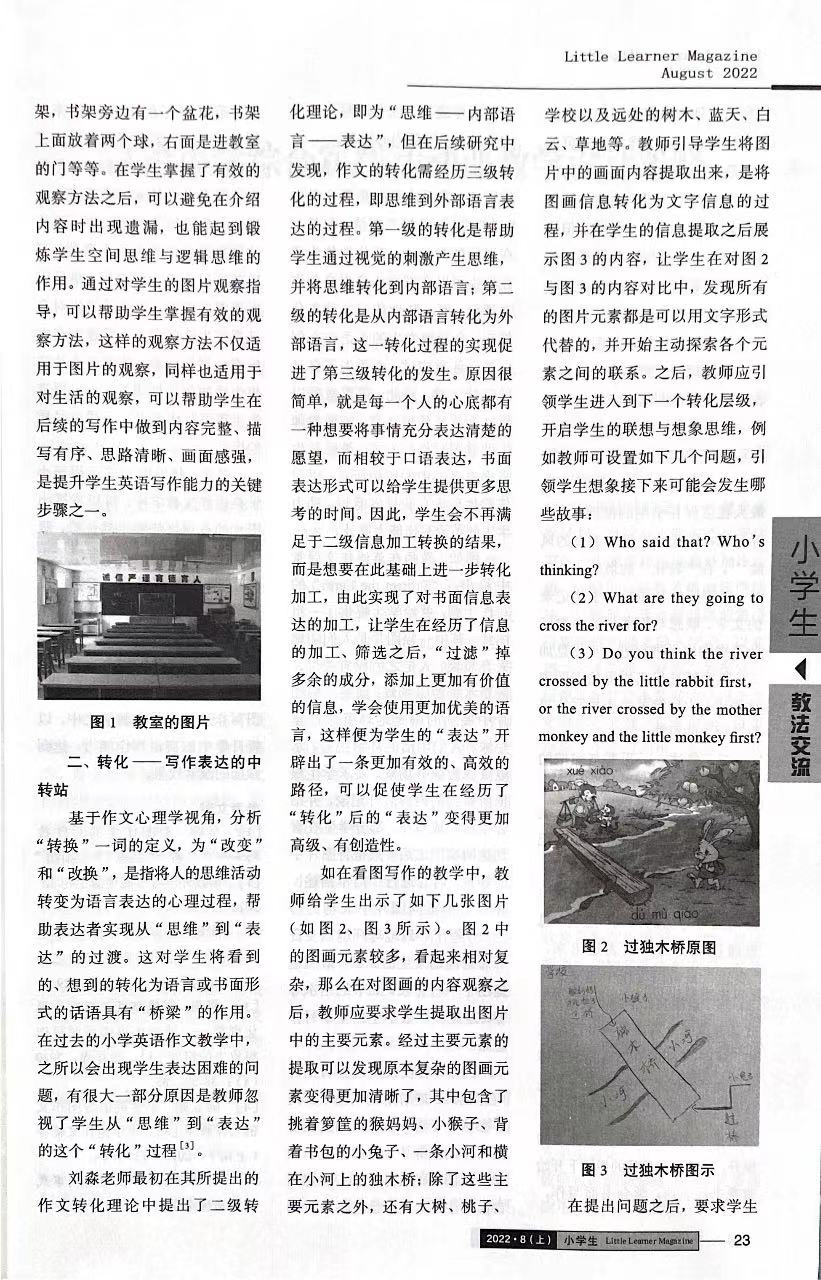 Little Learner Magazine
August 2022
架，书架旁边有一个盆花，书架
上面放着两个球，右面是进教室
的门等等。在学生掌握了有效的
观察方法之后，可以避免在介绍
内容时出现遗漏，也能起到锻
炼学生空间思维与逻辑思维的
作用。通过对学生的图片观察指
导，可以帮助学生掌握有效的观
察方法，这样的观察方法不仅适
用于图片的观察，同样也适用于
对生活的观察，可以帮助学生在
后续的写作中做到内容完整、描
写有序、思路清晰、画面感强，
是提升学生英语写作能力的关键
步骤之一。
诚信严谨育德育人
图 1 教室的图片
二、转化 —— 写作表达的中
转站
基于作文心理学视角，分析
“转换”一词的定义，为“改变”
和“改换”，是指将人的思维活动
转变为语言表达的心理过程，帮
助表达者实现从“思维”到“表
达”的过渡。这对学生将看到
的、想到的转化为语言或书面形
式的话语具有“桥梁”的作用。
在过去的小学英语作文教学中，
之所以会出现学生表达困难的问
题，有很大一部分原因是教师忽
视了学生从“思维”到“表达”
的这个“转化”过程[3]。
刘淼老师最初在其所提出的
作文转化理论中提出了二级转
化理论，即为“思维 —— 内部语
言 —— 表达”，但在后续研究中
发现，作文的转化需经历三级转
化的过程，即思维到外部语言表
达的过程。第一级的转化是帮助
学生通过视觉的刺激产生思维，
并将思维转化到内部语言；第二
级的转化是从内部语言转化为外
部语言，这一转化过程的实现促
进了第三级转化的发生。原因很
简单，就是每一个人的心底都有
一种想要将事情充分表达清楚的
愿望，而相较于口语表达，书面
表达形式可以给学生提供更多思
考的时间。因此，学生会不再满
足于二级信息加工转换的结果，
而是想要在此基础上进一步转化
加工，由此实现了对书面信息表
达的加工，让学生在经历了信息
的加工、筛选之后，“过滤”掉
多余的成分，添加上更加有价值
的信息，学会使用更加优美的语
言，这样便为学生的“表达”开
辟出了一条更加有效的、高效的
路径，可以促使学生在经历了
“转化”后的“表达”变得更加
高级、有创造性。
如在看图写作的教学中，教
师给学生出示了如下几张图片
（如图 2、图 3 所示）。图 2 中
的图画元素较多，看起来相对复
杂，那么在对图画的内容观察之
后，教师应要求学生提取出图片
中的主要元素。经过主要元素的
提取可以发现原本复杂的图画元
素变得更加清晰了，其中包含了
挑着箩筐的猴妈妈、小猴子、背
着书包的小兔子、一条小河和横
在小河上的独木桥；除了这些主
要元素之外，还有大树、桃子、
学校以及远处的树木、蓝天、白
云、草地等。教师引导学生将图
片中的画面内容提取出来，是将
图画信息转化为文字信息的过
程，并在学生的信息提取之后展
示图 3 的内容，让学生在对图 2
与图 3 的内容对比中，发现所有
的图片元素都是可以用文字形式
代替的，并开始主动探索各个元
素之间的联系。之后，教师应引
领学生进入到下一个转化层级，
开启学生的联想与想象思维，例
如教师可设置如下几个问题，引
领学生想象接下来可能会发生哪
些故事：
（1）Who said that? Who’s
thinking?
（2）What are they going to
cross the river for?
（3）Do you think the river
crossed by the little rabbit first,
or the river crossed by the mother
monkey and the little monkey first?
xué xiào
dú mù qiáo
图 2 过独木桥原图
学校
独木桥
小河
小河
过桥
图 3 过独木桥图示
在提出问题之后，要求学生
小学生
教法交流
2022·8（上） 小学生 Little Learner Magazine 23